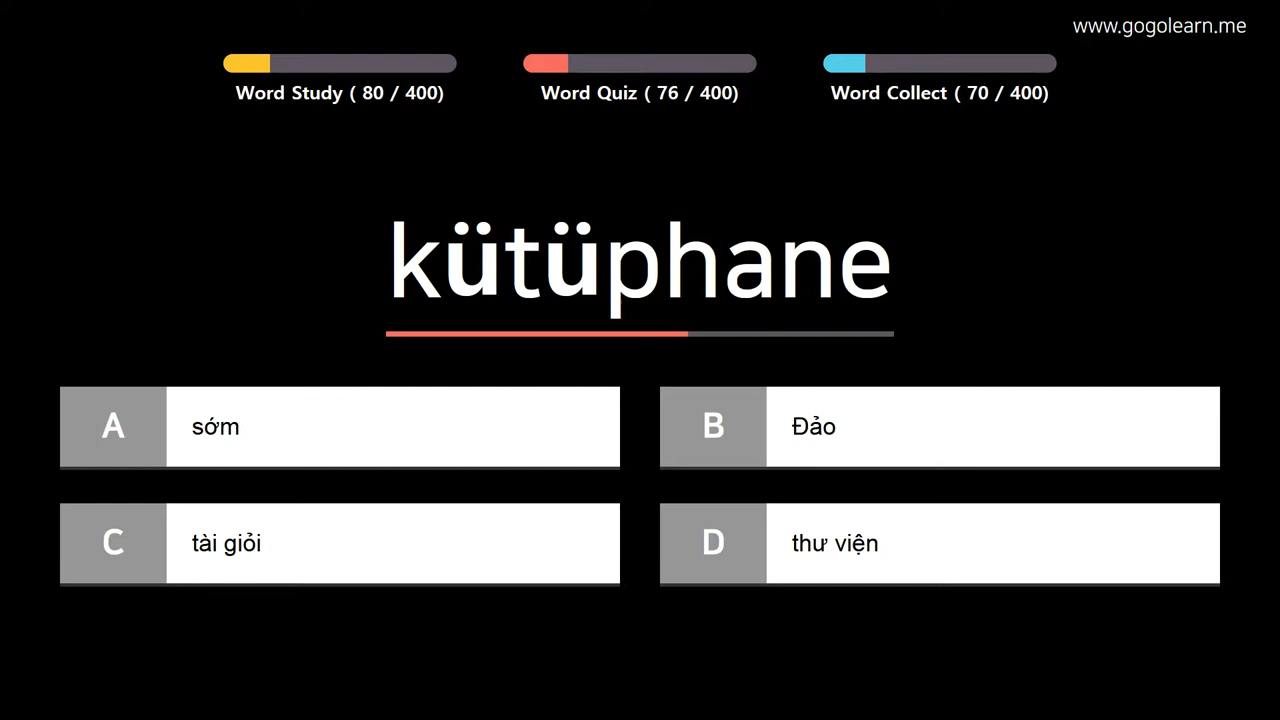 www.gogolearn.me
Word Study ( 80 / 400)
Word Quiz ( 76 / 400)
Word Collect ( 70 / 400)
kütüphane
A sớm
B Đảo
C tài giỏi
D thư viện